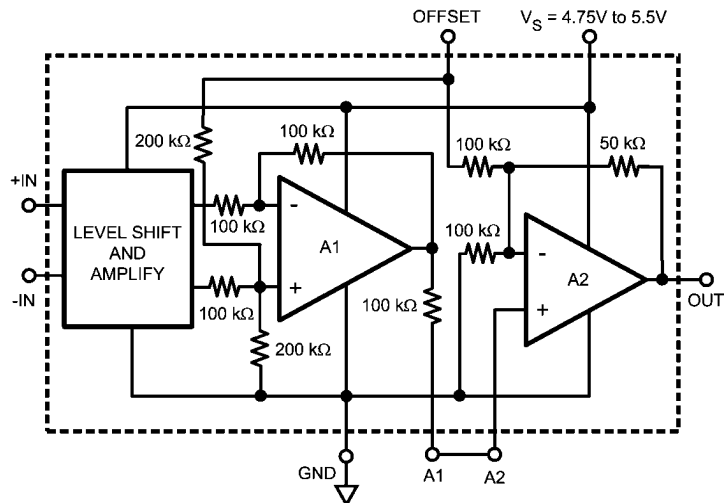 OFFSET
V_S = 4.75V to 5.5V
200 kΩ
100 kΩ
100 kΩ
50 kΩ
+IN
LEVEL SHIFT
AND
AMPLIFY
-IN
100 kΩ
-
A1
+
100 kΩ
200 kΩ
100 kΩ
100 kΩ
-
A2
+
OUT
GND
A1
A2